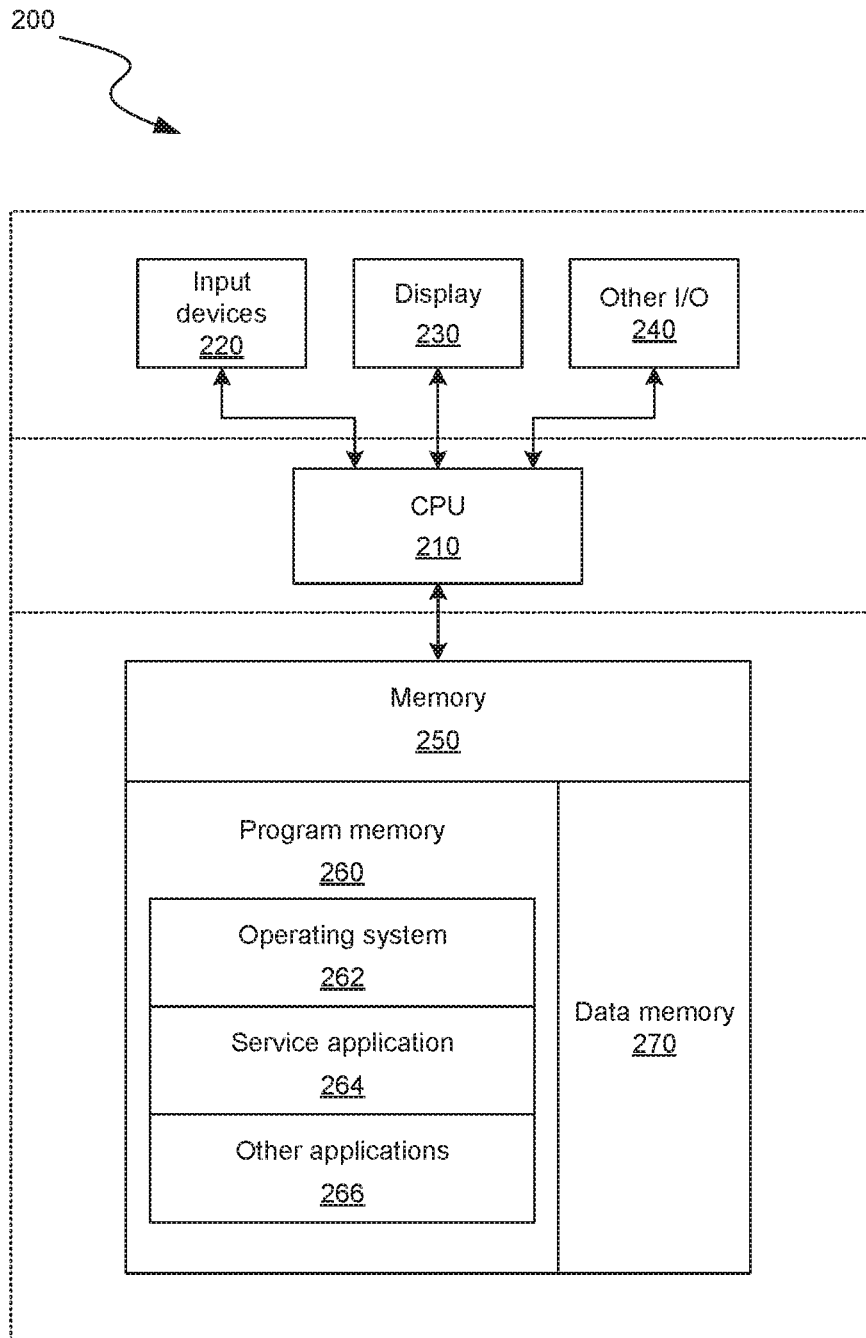 200
Input
devices
220
Display
230
Other I/O
240
CPU
210
Memory
250
Program memory
260
Operating system
262
Service application
264
Other applications
266
Data memory
270